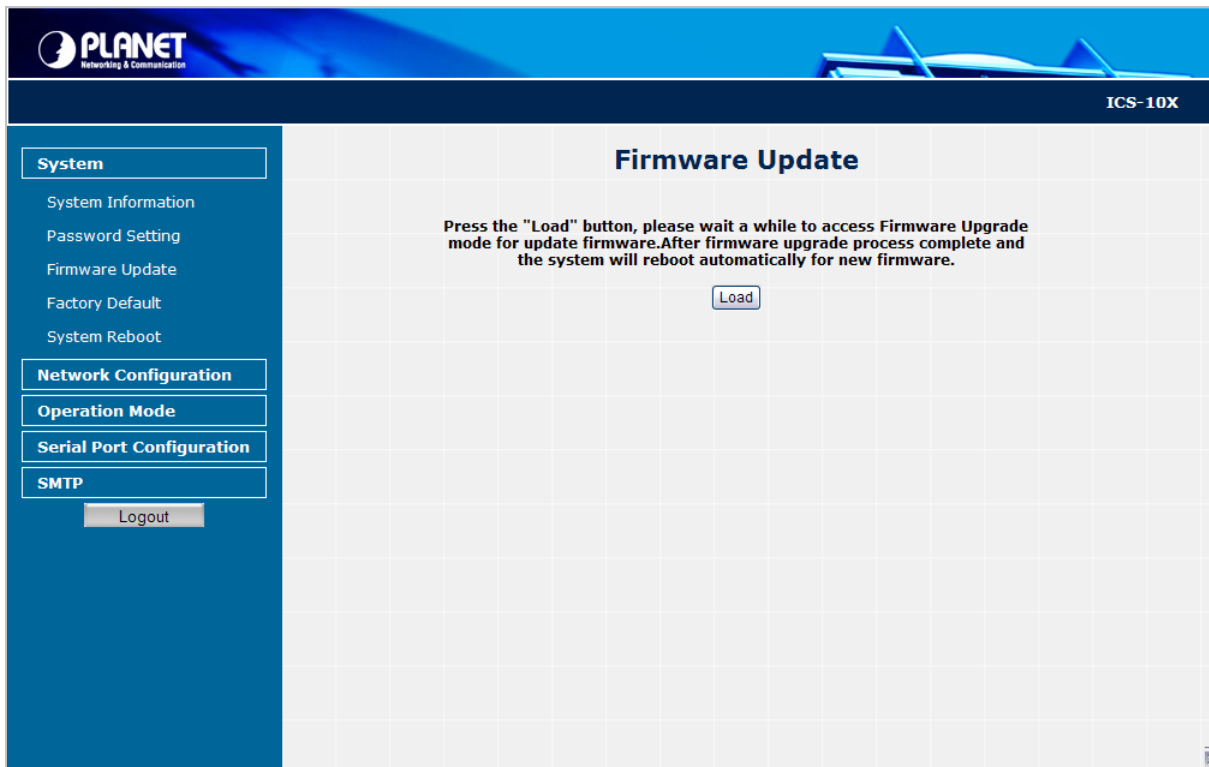 PLANET
Networking & Communication
ICS-10X
System
System Information
Password Setting
Firmware Update
Factory Default
System Reboot
Network Configuration
Operation Mode
Serial Port Configuration
SMTP
Logout
Firmware Update
Press the "Load" button, please wait a while to access Firmware Upgrade
mode for update firmware.After firmware upgrade process complete and
the system will reboot automatically for new firmware.
Load